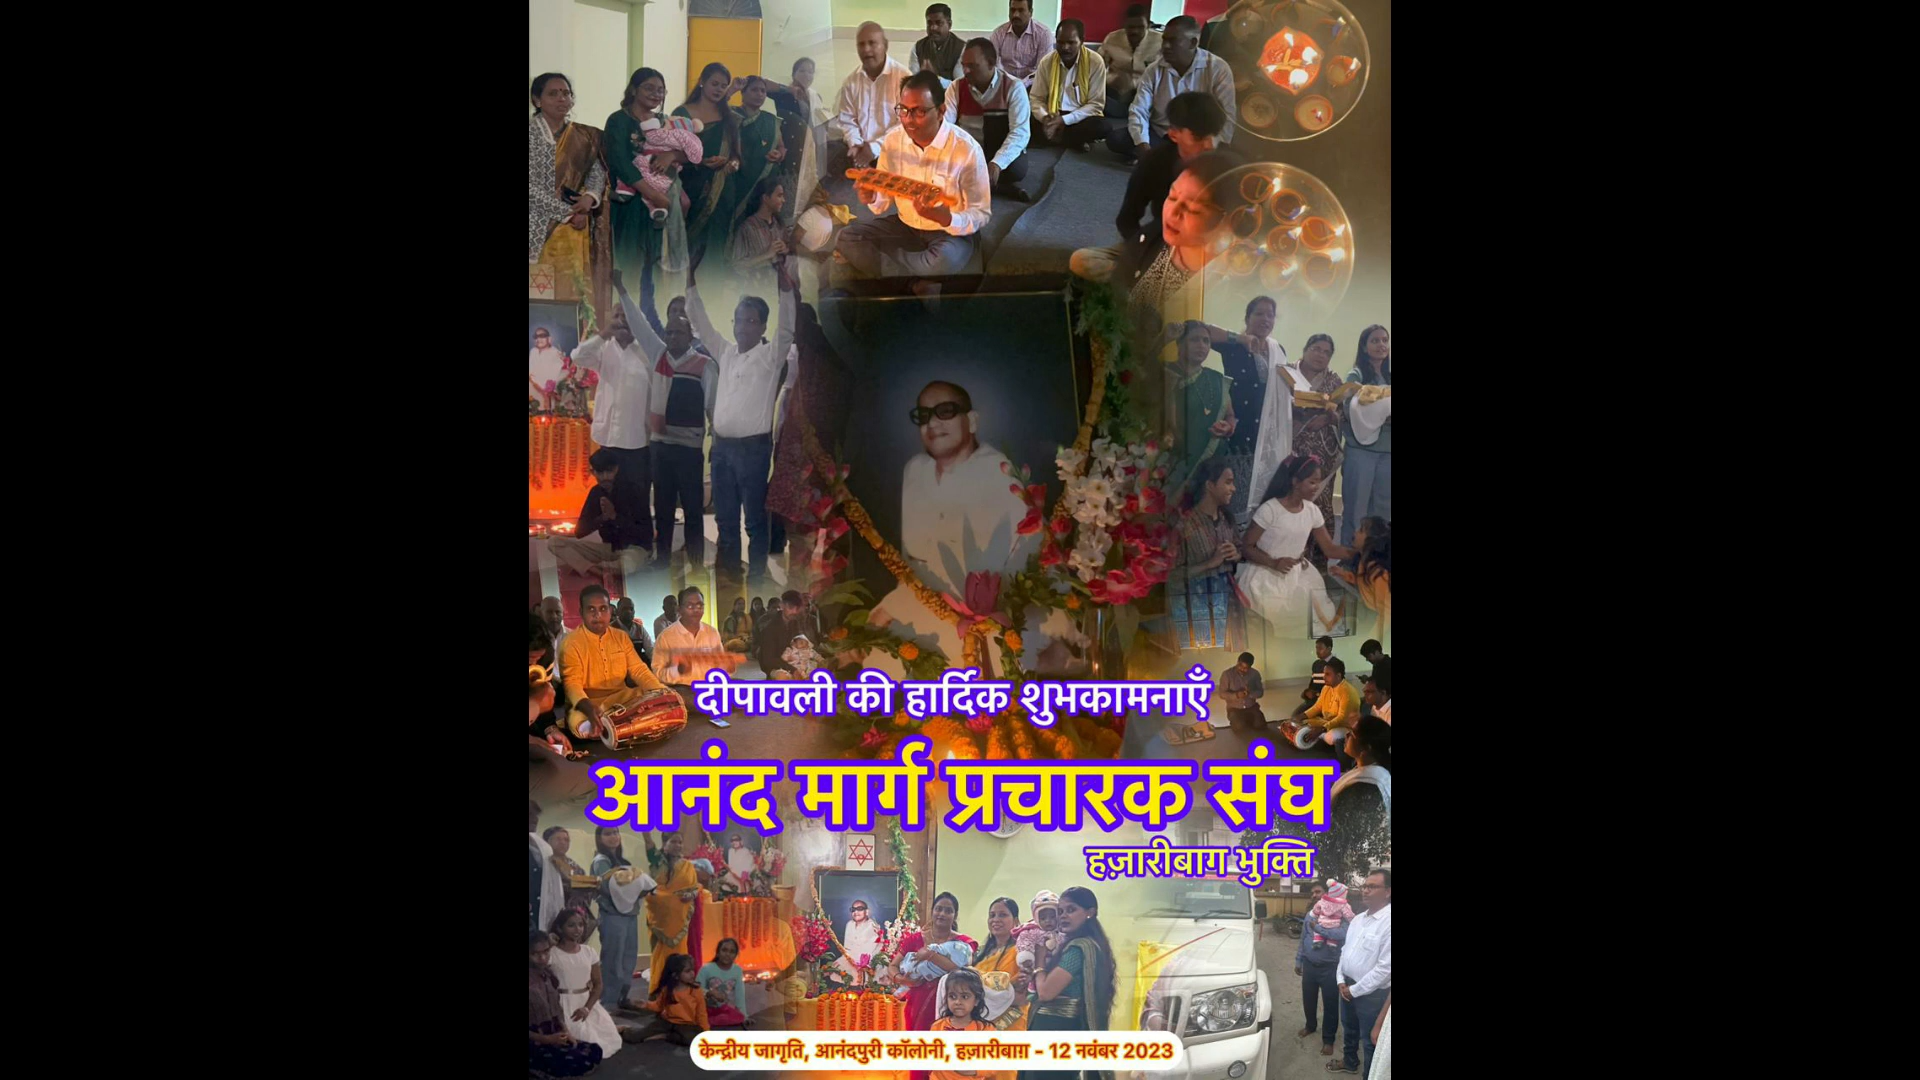 दीपावली की हार्दिक शुभकामनाएँ
आनंद मार्ग प्रचारक संघ
हज़ारीबाग भुक्ति
केन्द्रीय जागृति, आनंदपुरी कॉलोनी, हज़ारीबाग़ - 12 नवंबर 2023